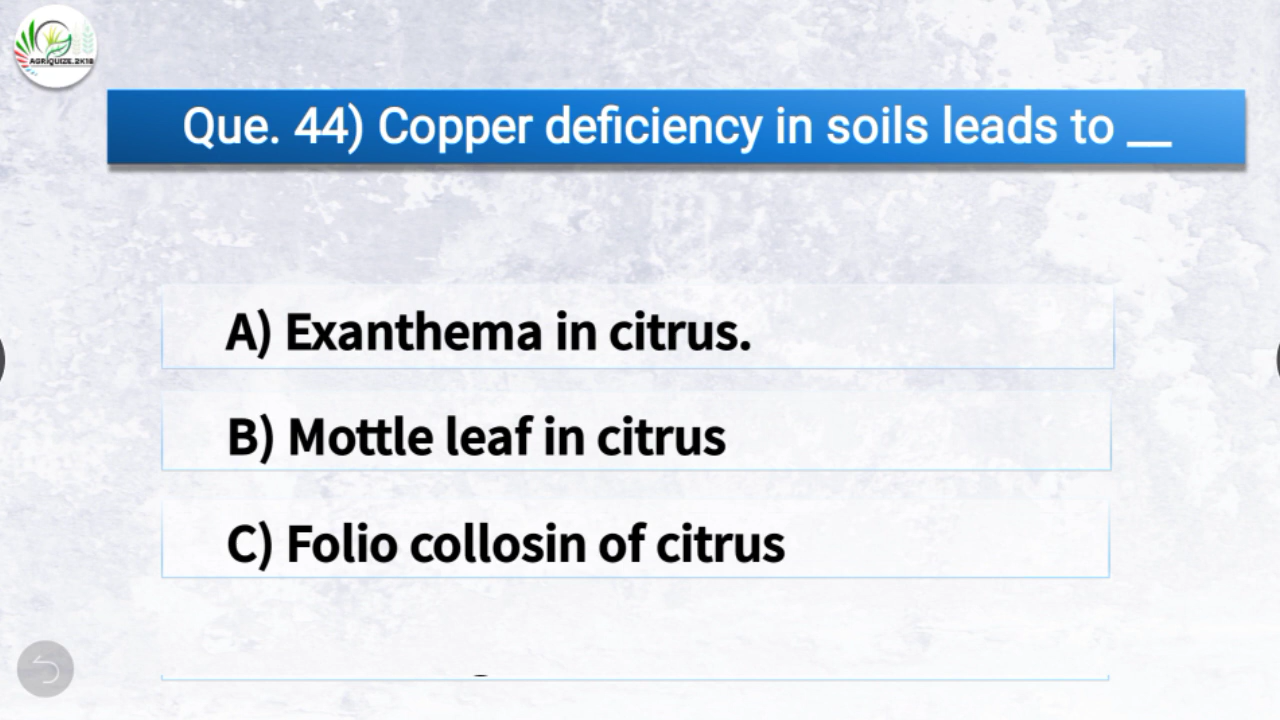 AGRIQUIZE.2K18
Que. 44) Copper deficiency in soils leads to __
A) Exanthema in citrus.
B) Mottle leaf in citrus
C) Folio collosin of citrus